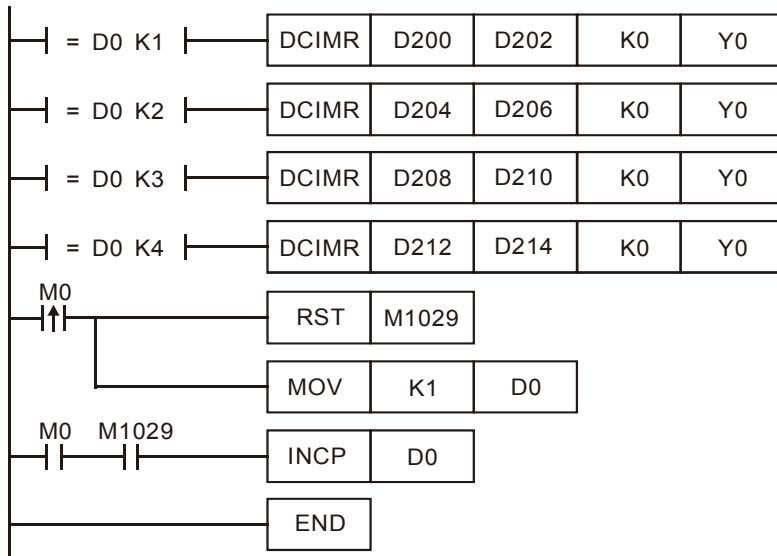 = D0 K1 DCIMR D200 D202 K0 Y0
= D0 K2 DCIMR D204 D206 K0 Y0
= D0 K3 DCIMR D208 D210 K0 Y0
= D0 K4 DCIMR D212 D214 K0 Y0
M0
RST M1029
MOV K1 D0
M0 M1029
INCP D0
END